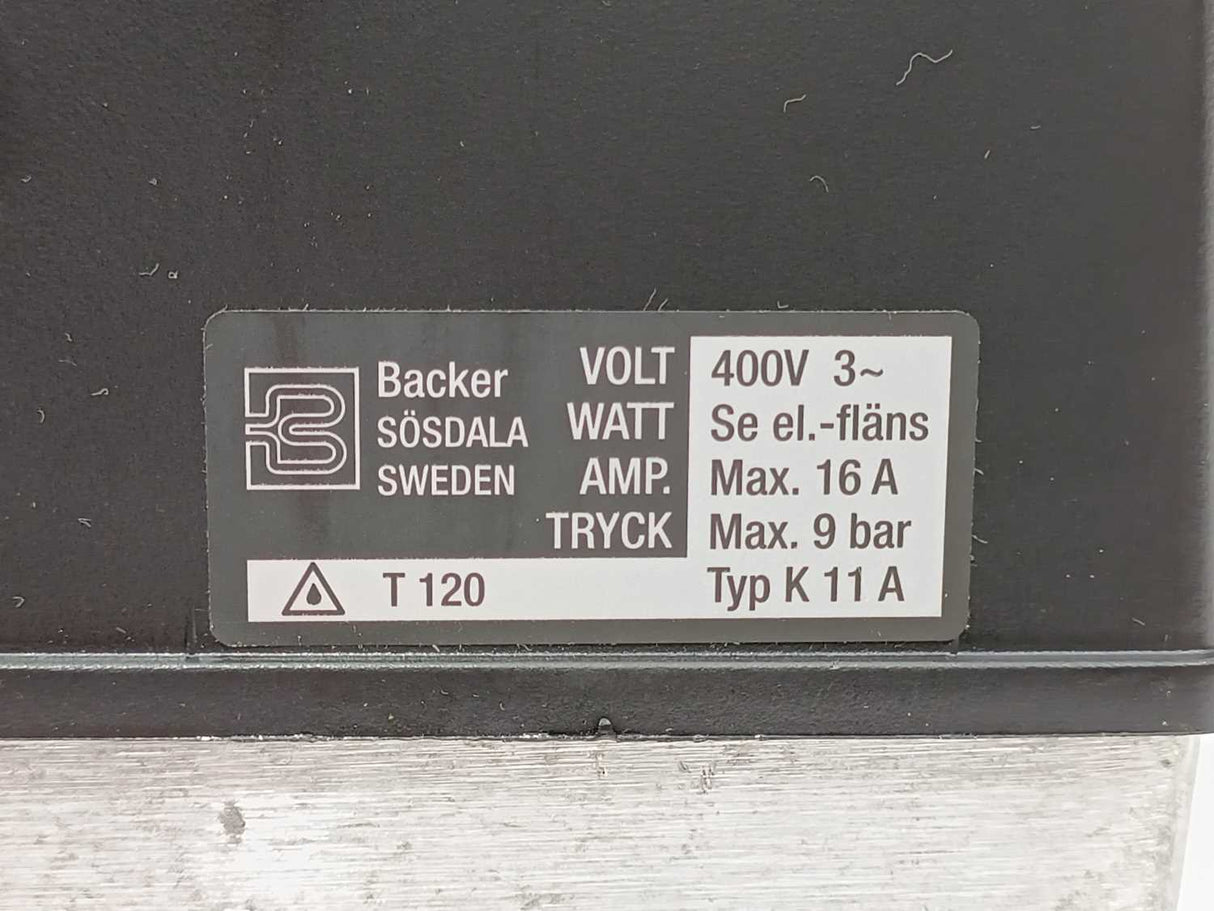 Backer
SÖSDALA
SWEDEN
VOLT 400V 3~
WATT Se el.-fläns
AMP. Max. 16 A
TRYCK Max. 9 bar
T 120 Typ K 11 A